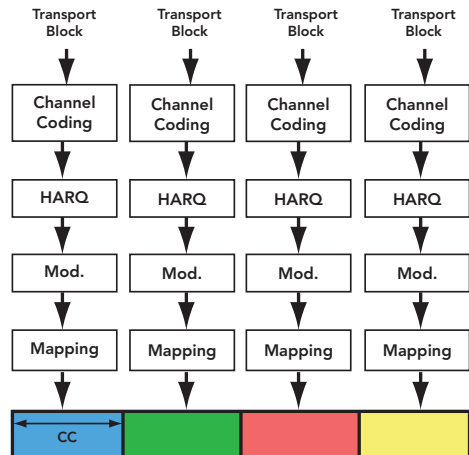 Transport Transport Transport Transport
Block Block Block Block
Channel Channel Channel Channel
Coding Coding Coding Coding
HARQ HARQ HARQ HARQ
Mod. Mod. Mod. Mod.
Mapping Mapping Mapping Mapping
CC